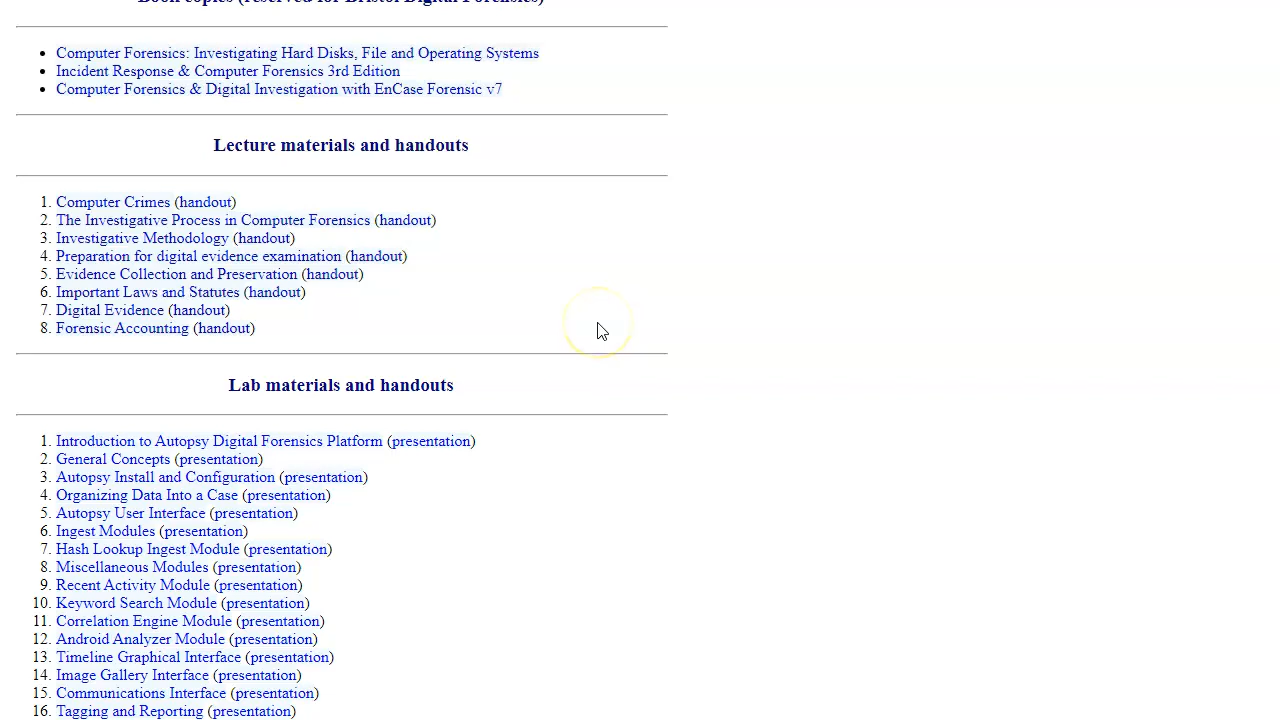 Book copies (reserved for Bristol Digital Forensics)
• Computer Forensics: Investigating Hard Disks, File and Operating Systems
• Incident Response & Computer Forensics 3rd Edition
• Computer Forensics & Digital Investigation with EnCase Forensic v7
Lecture materials and handouts
1. Computer Crimes (handout)
2. The Investigative Process in Computer Forensics (handout)
3. Investigative Methodology (handout)
4. Preparation for digital evidence examination (handout)
5. Evidence Collection and Preservation (handout)
6. Important Laws and Statutes (handout)
7. Digital Evidence (handout)
8. Forensic Accounting (handout)
Lab materials and handouts
1. Introduction to Autopsy Digital Forensics Platform (presentation)
2. General Concepts (presentation)
3. Autopsy Install and Configuration (presentation)
4. Organizing Data Into a Case (presentation)
5. Autopsy User Interface (presentation)
6. Ingest Modules (presentation)
7. Hash Lookup Ingest Module (presentation)
8. Miscellaneous Modules (presentation)
9. Recent Activity Module (presentation)
10. Keyword Search Module (presentation)
11. Correlation Engine Module (presentation)
12. Android Analyzer Module (presentation)
13. Timeline Graphical Interface (presentation)
14. Image Gallery Interface (presentation)
15. Communications Interface (presentation)
16. Tagging and Reporting (presentation)